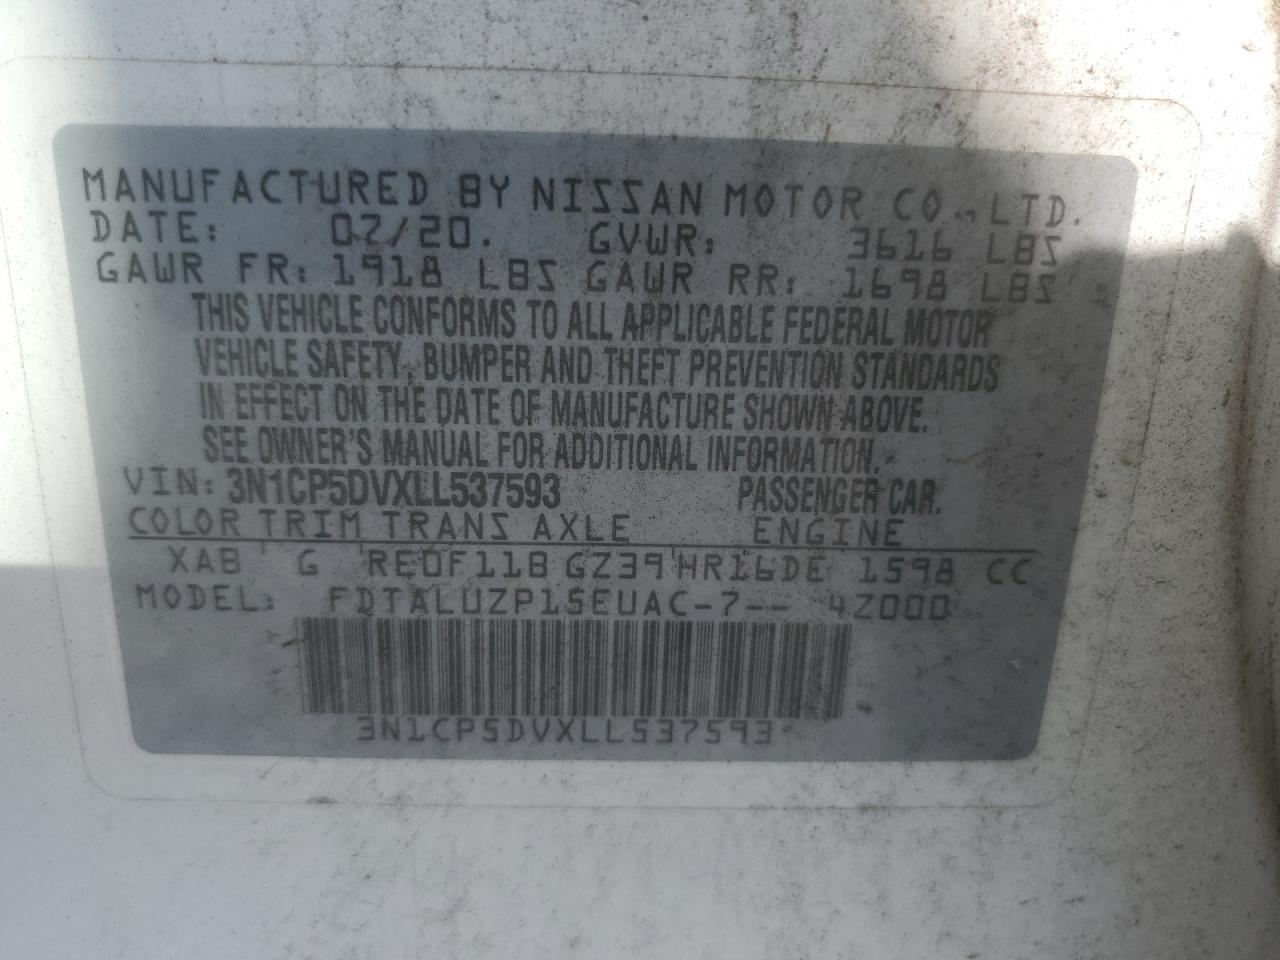 MANUFACTURED BY NISSAN MOTOR CO., LTD.
DATE: 07/20. GVWR: 3616 LBS
GAWR FR: 1918 LBS GAWR RR: 1698 LBS
THIS VEHICLE CONFORMS TO ALL APPLICABLE FEDERAL MOTOR
VEHICLE SAFETY, BUMPER AND THEFT PREVENTION STANDARDS
IN EFFECT ON THE DATE OF MANUFACTURE SHOWN ABOVE.
SEE OWNER'S MANUAL FOR ADDITIONAL INFORMATION.
VIN: 3N1CP5DVXLL537593 PASSENGER CAR.
COLOR TRIM TRANS AXLE ENGINE
XAB G RE0F11B GZ39 HR16DE 1598 CC
MODEL: FDTALUZP15EUAC-7-- 4Z000
3N1CP5DVXLL537593